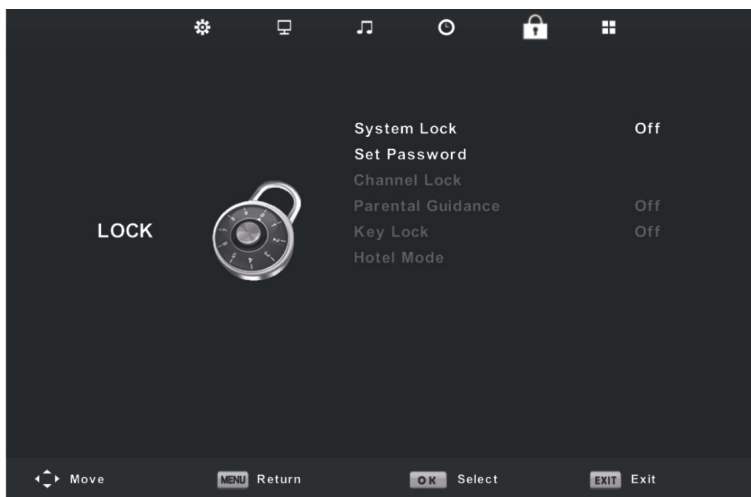 System Lock Off
Set Password
Channel Lock
Parental Guidance Off
LOCK
Key Lock Off
Hotel Mode
Move MENU Return OK Select EXIT Exit